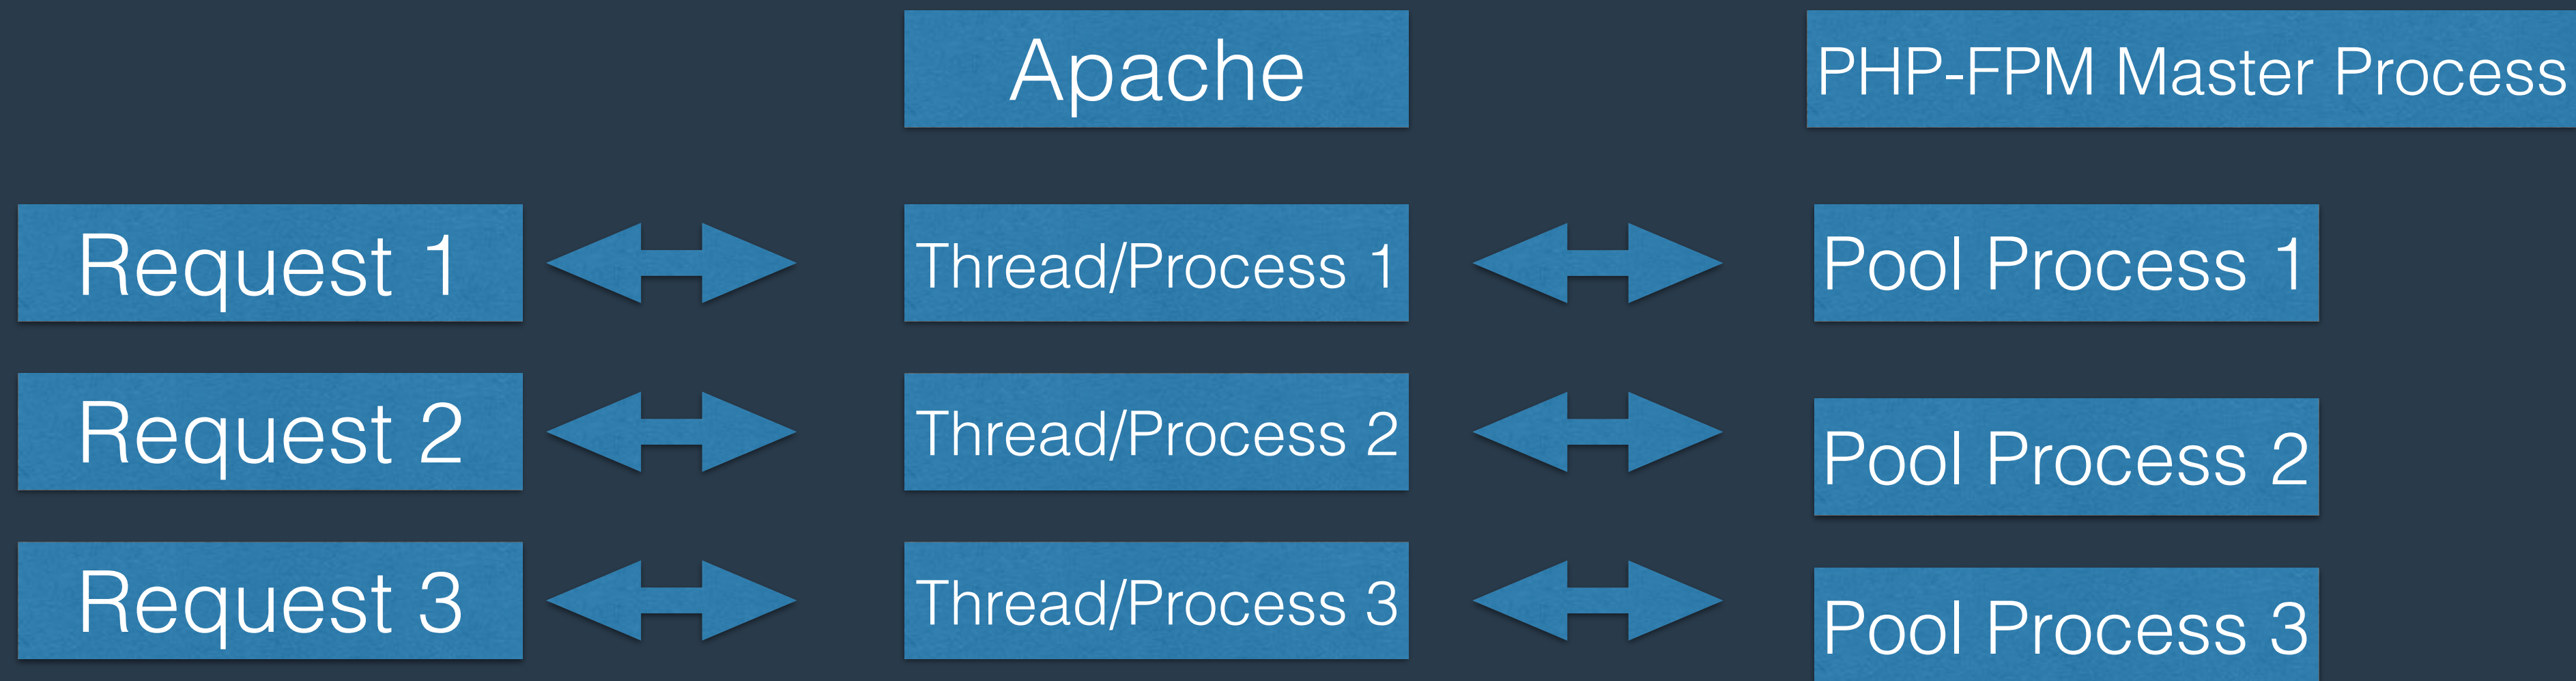 Apache
PHP-FPM Master Process
Request 1
Thread/Process 1
Pool Process 1
Request 2
Thread/Process 2
Pool Process 2
Request 3
Thread/Process 3
Pool Process 3